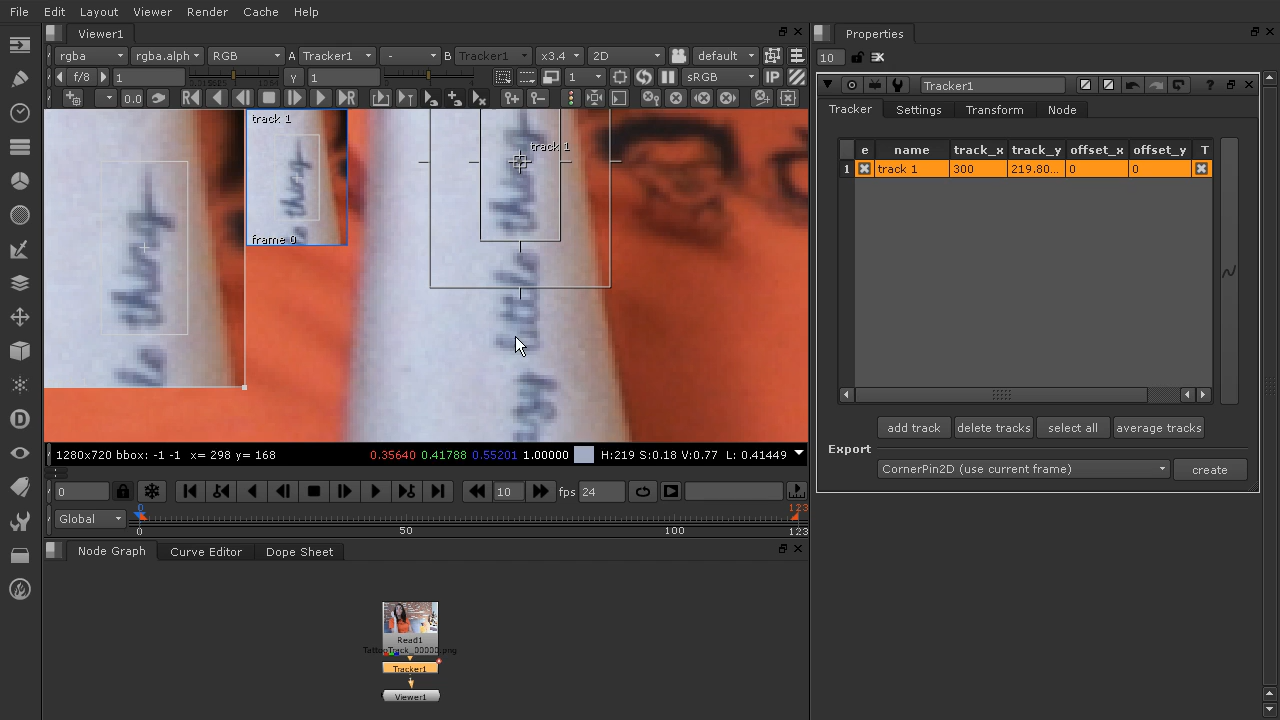 File Edit Layout Viewer Render Cache Help
Viewer1
Properties
rgba rgba.alph RGB A Tracker1 - B Tracker1 x3.4 2D default
f/8 1 Y 1 1 sRGB IP
0.0
10
Tracker1
Tracker Settings Transform Node
e name track_x track_y offset_x offset_y T
1 track 1 300 219.80... 0 0
track 1
frame 0
track 1
thing
little
add track delete tracks select all average tracks
Export
CornerPin2D (use current frame) create
1280x720 bbox: -1 -1 x= 298 y= 168 0.35640 0.41788 0.55201 1.00000 H:219 S:0.18 V:0.77 L: 0.41449
0 10 fps 24
Global
0 123
0 50 100 123
Node Graph Curve Editor Dope Sheet
Read1
TattooTrack_00000.png
Tracker1
Viewer1